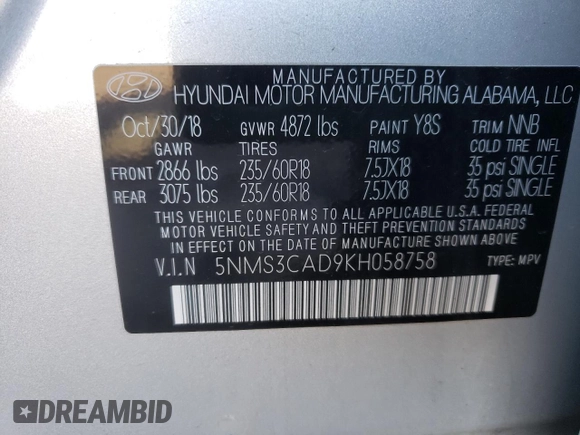 MANUFACTURED BY
HYUNDAI MOTOR MANUFACTURING ALABAMA, LLC
Oct/30/18 GVWR 4872 lbs PAINT Y8S TRIM NNB
GAWR TIRES RIMS COLD TIRE INFL
FRONT 2866 lbs 235/60R18 7.5JX18 35 psi SINGLE
REAR 3075 lbs 235/60R18 7.5JX18 35 psi SINGLE
THIS VEHICLE CONFORMS TO ALL APPLICABLE U.S.A. FEDERAL
MOTOR VEHICLE SAFETY AND THEFT PREVENTION STANDARDS
IN EFFECT ON THE DATE OF MANUFACTURE SHOWN ABOVE.
V.I.N 5NMS3CAD9KH058758 TYPE: MPV
DREAMBID